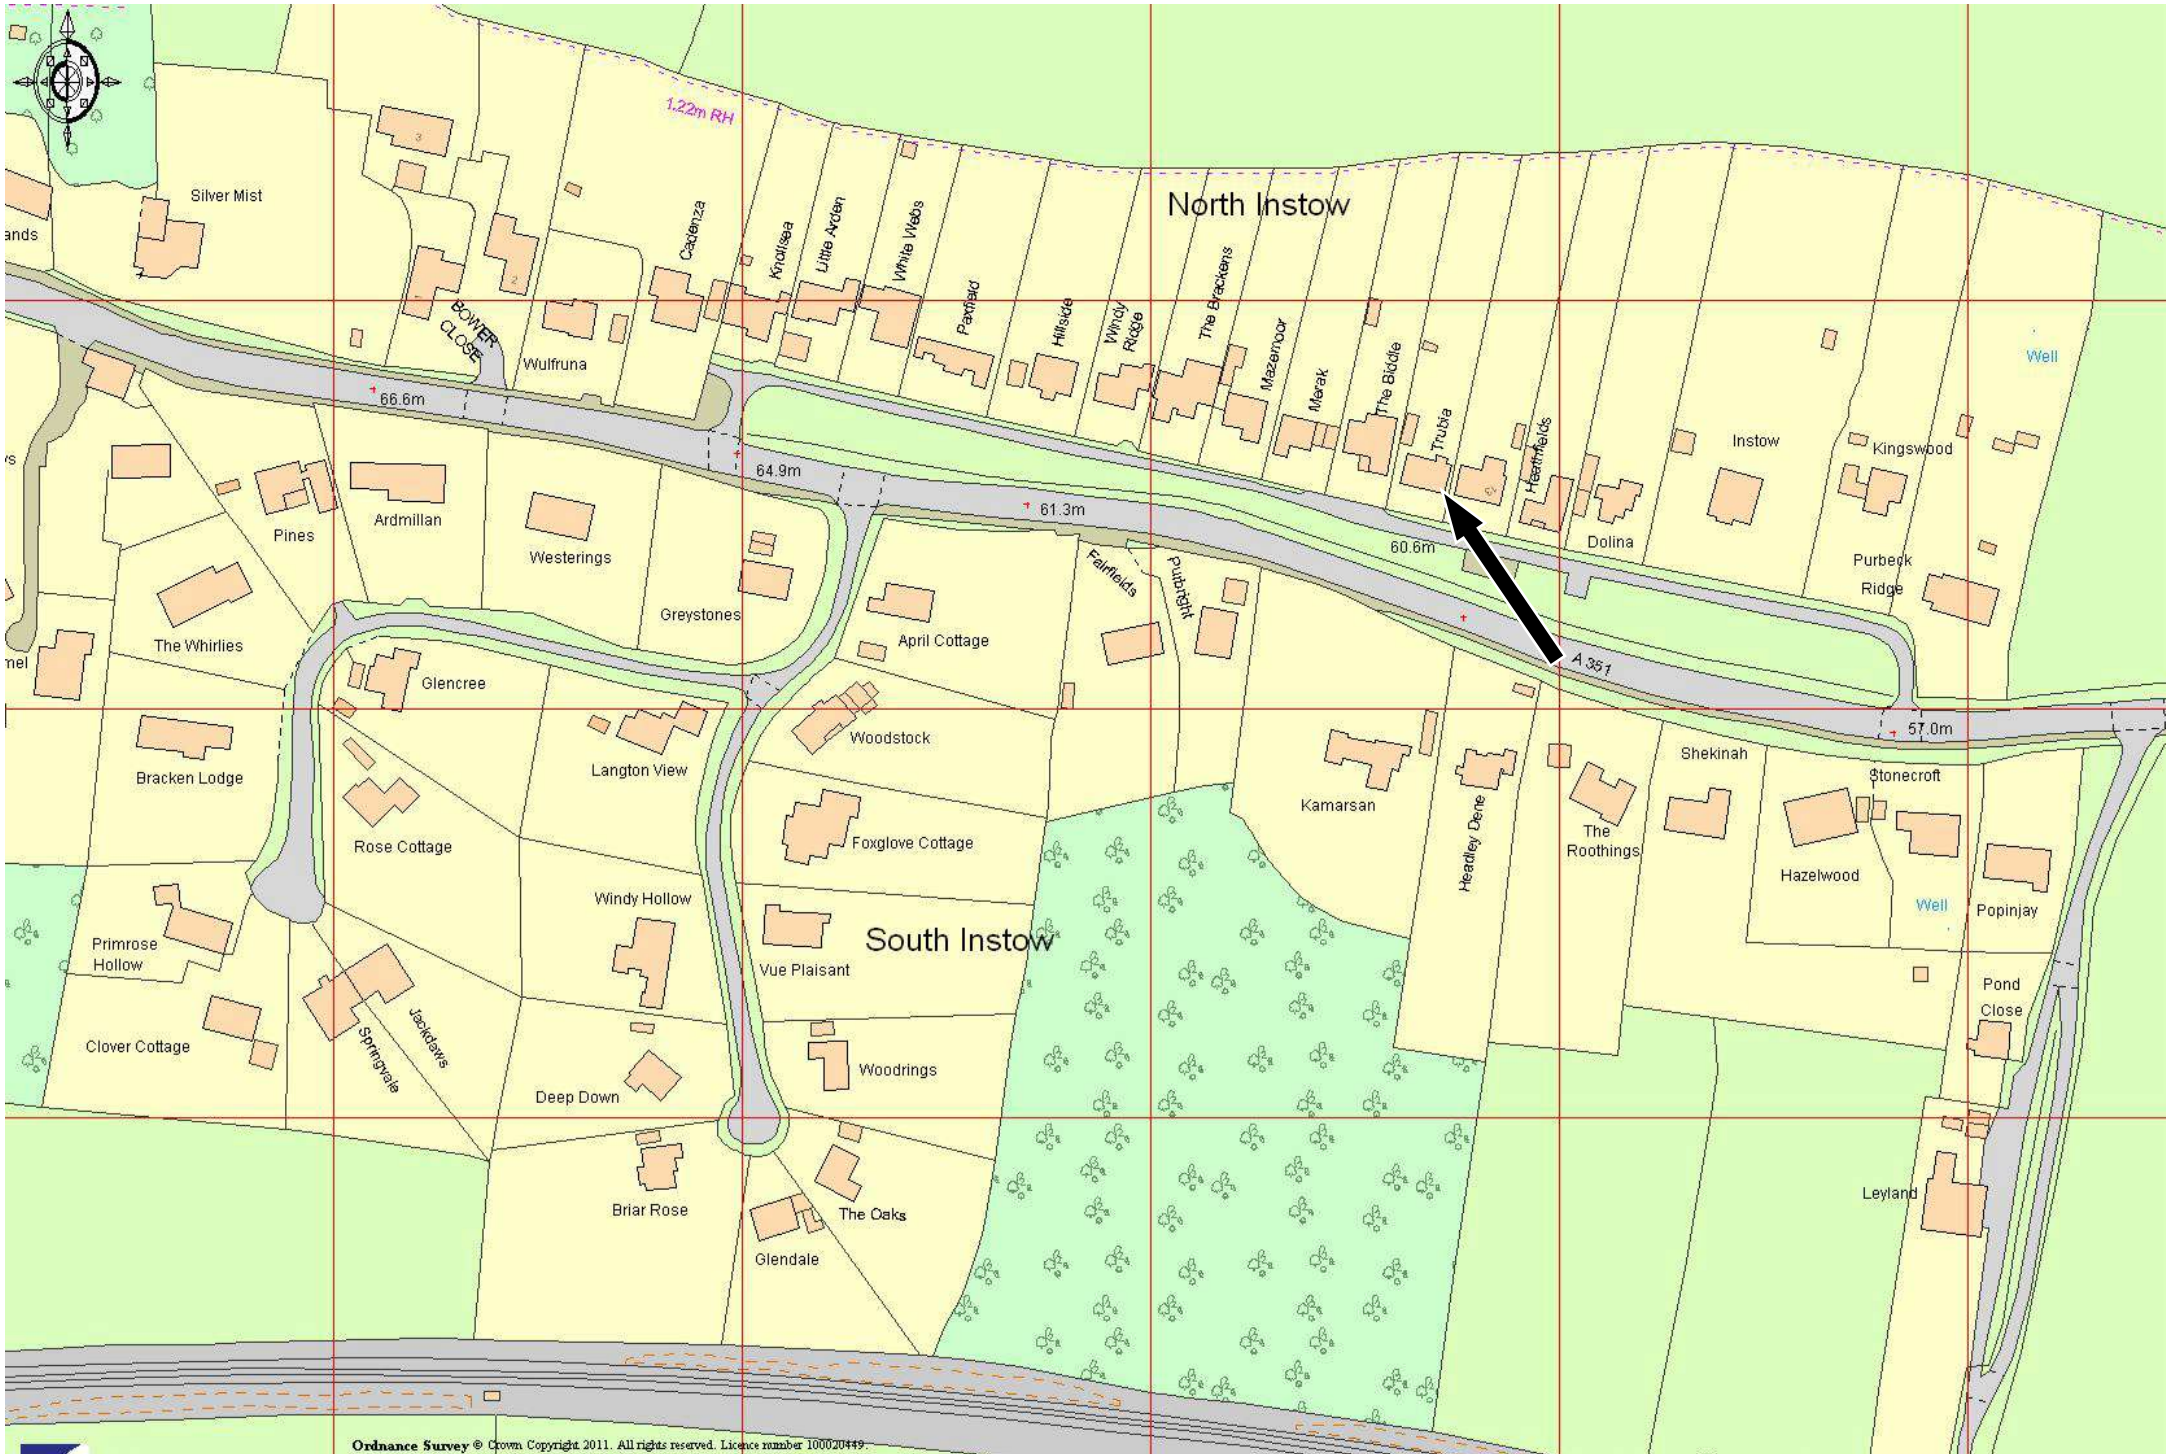 1.22m RH
Silver Mist
ands
3
2
1
North Instow
Cadenza
Knollsea
Little Arden
White Webs
Paxfield
Hillside
Windy
Ridge
The Brackens
Mazemoor
Merak
The Biddle
Trubia
Heathfields
Dolina
Instow
Kingswood
Well
Purbeck
Ridge
BOWER
CLOSE
Wulfruna
66.6m
64.9m
61.3m
60.6m
A 351
57.0m
Pines
Ardmillan
Westerings
Greystones
The Whirlies
Glencree
April Cottage
Fairfields
Purbright
Bracken Lodge
Rose Cottage
Langton View
Woodstock
Foxglove Cottage
Kamarsan
Headley Dene
The
Roothings
Shekinah
Hazelwood
Stonecroft
Well
Popinjay
Pond
Close
Leyland
Windy Hollow
Vue Plaisant
South Instow
Primrose
Hollow
Clover Cottage
Springvale
Jackdaws
Deep Down
Woodrings
Briar Rose
The Oaks
Glendale
Ordnance Survey © Crown Copyright 2011. All rights reserved. Licence number 100020449.